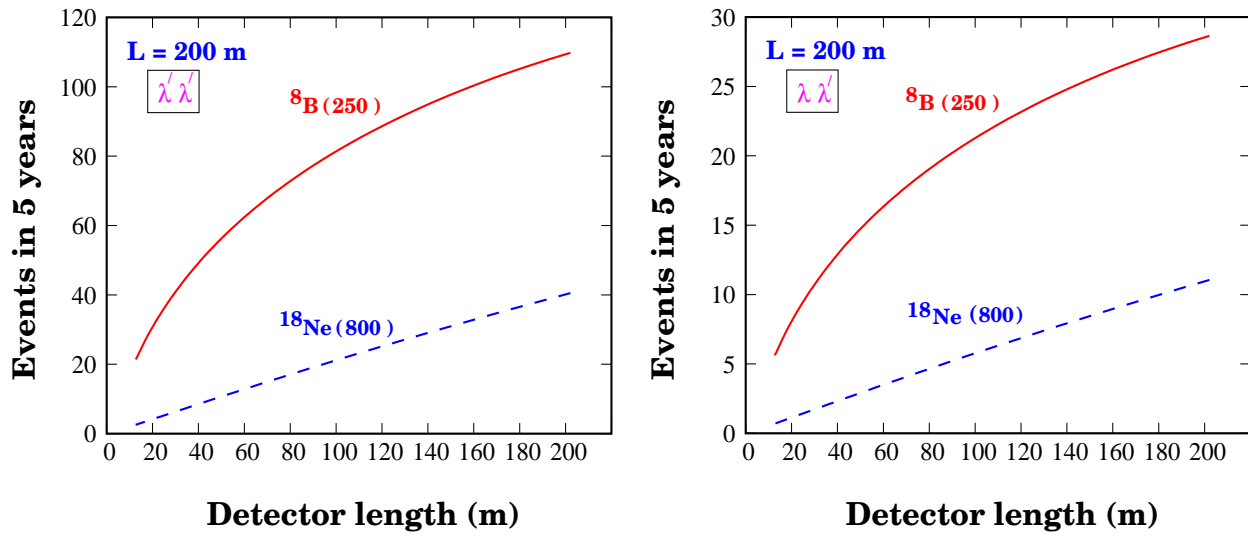 120
100
80
60
40
20
0
Events in 5 years
L = 200 m
λ′ λ′
⁸B (250 )
¹⁸Ne (800 )
0 20 40 60 80 100 120 140 160 180 200
Detector length (m)
30
25
20
15
10
5
0
Events in 5 years
L = 200 m
λ λ′
⁸B (250 )
¹⁸Ne (800)
0 20 40 60 80 100 120 140 160 180 200
Detector length (m)